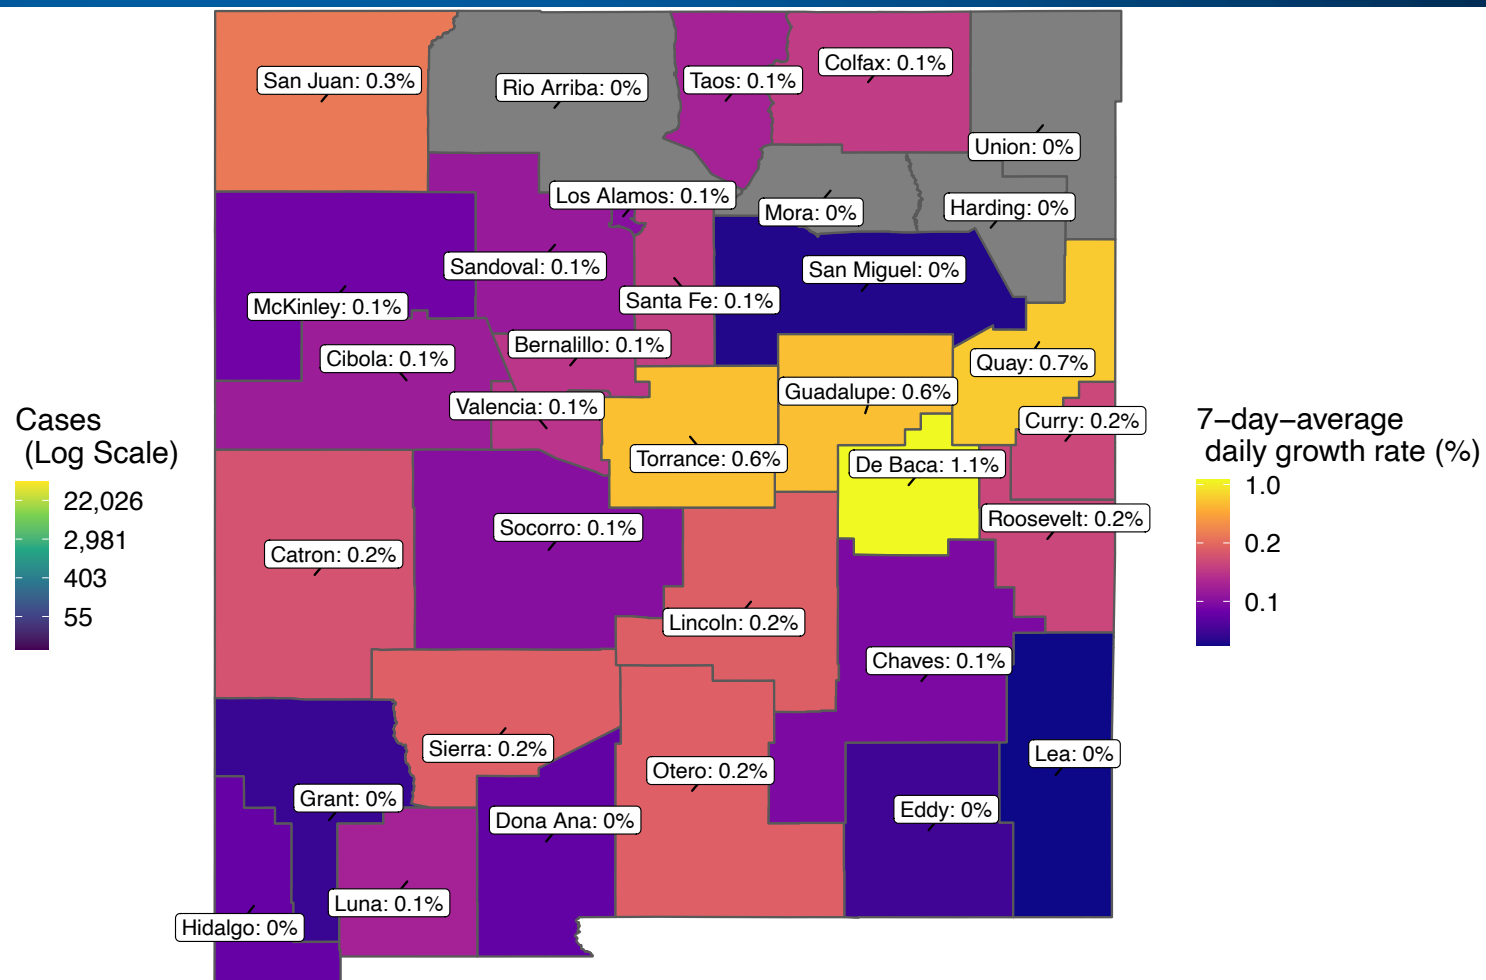 San Juan: 0.3%
Rio Arriba: 0%
Taos: 0.1%
Colfax: 0.1%
Union: 0%
Los Alamos: 0.1%
Mora: 0%
Harding: 0%
Sandoval: 0.1%
San Miguel: 0%
McKinley: 0.1%
Santa Fe: 0.1%
Cibola: 0.1%
Bernalillo: 0.1%
Quay: 0.7%
Guadalupe: 0.6%
Valencia: 0.1%
Curry: 0.2%
Torrance: 0.6%
De Baca: 1.1%
Socorro: 0.1%
Roosevelt: 0.2%
Catron: 0.2%
Lincoln: 0.2%
Chaves: 0.1%
Sierra: 0.2%
Otero: 0.2%
Lea: 0%
Grant: 0%
Dona Ana: 0%
Eddy: 0%
Luna: 0.1%
Hidalgo: 0%
Cases
(Log Scale)
22,026
2,981
403
55
7−day−average
daily growth rate (%)
1.0
0.2
0.1